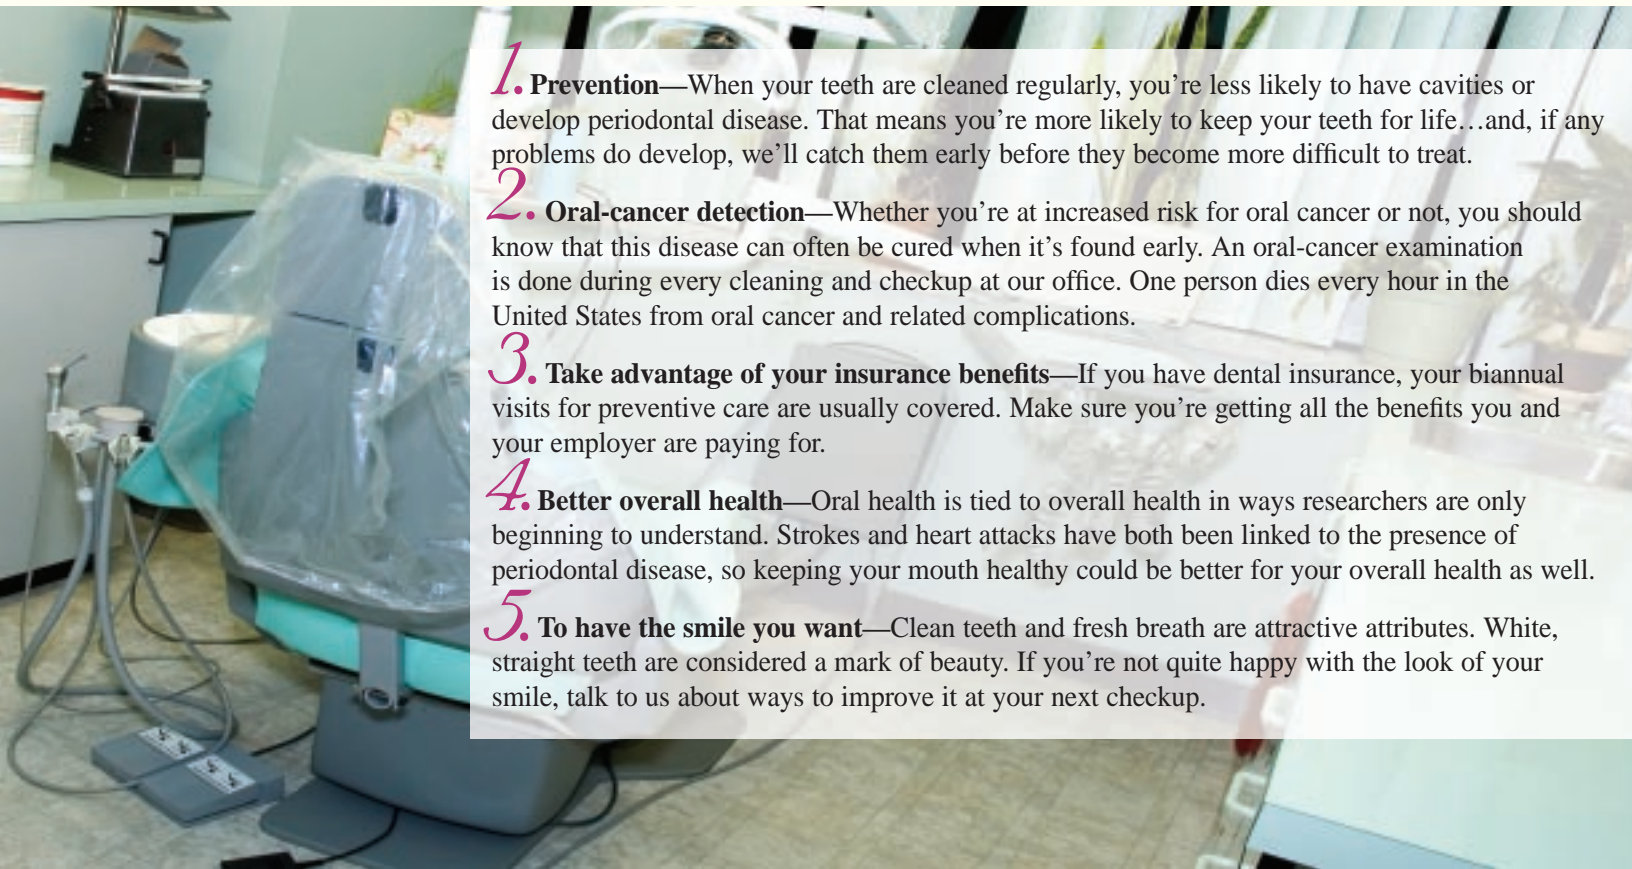 1. Prevention—When your teeth are cleaned regularly, you’re less likely to have cavities or
develop periodontal disease. That means you’re more likely to keep your teeth for life…and, if any
problems do develop, we’ll catch them early before they become more difficult to treat.
2. Oral-cancer detection—Whether you’re at increased risk for oral cancer or not, you should
know that this disease can often be cured when it’s found early. An oral-cancer examination
is done during every cleaning and checkup at our office. One person dies every hour in the
United States from oral cancer and related complications.
3. Take advantage of your insurance benefits—If you have dental insurance, your biannual
visits for preventive care are usually covered. Make sure you’re getting all the benefits you and
your employer are paying for.
4. Better overall health—Oral health is tied to overall health in ways researchers are only
beginning to understand. Strokes and heart attacks have both been linked to the presence of
periodontal disease, so keeping your mouth healthy could be better for your overall health as well.
5. To have the smile you want—Clean teeth and fresh breath are attractive attributes. White,
straight teeth are considered a mark of beauty. If you’re not quite happy with the look of your
smile, talk to us about ways to improve it at your next checkup.